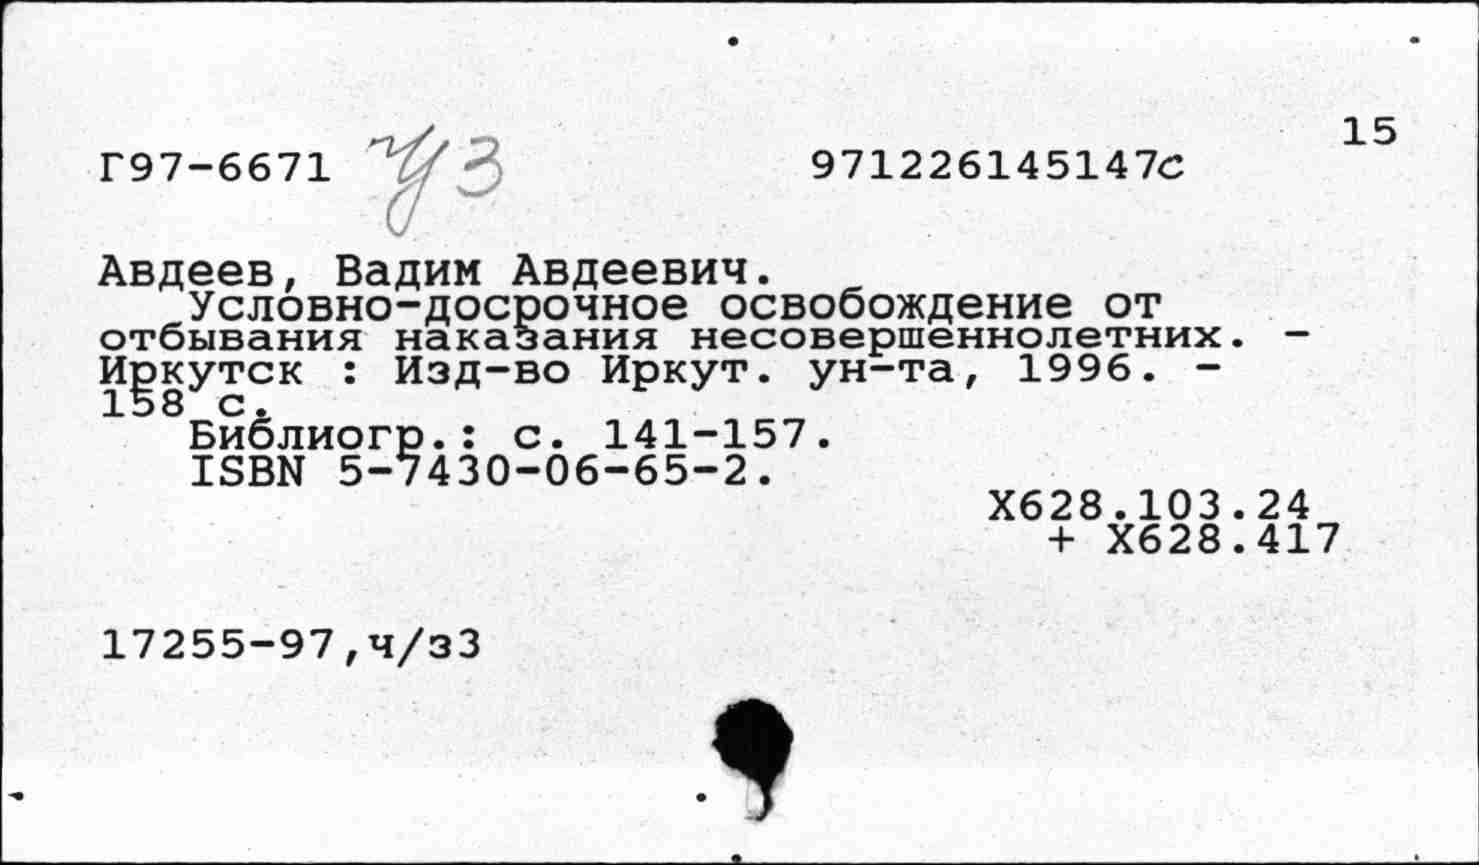 15
Г97-6671 ч/з 971226145147с
Авдеев, Вадим Авдеевич.
Условно-досрочное освобождение от
отбывания наказания несовершеннолетних. -
Иркутск : Изд-во Иркут. ун-та, 1996. -
158 с.
Библиогр.: с. 141-157.
ISBN 5-7430-06-65-2.
Х628.103.24
+ Х628.417
17255-97,ч/з3